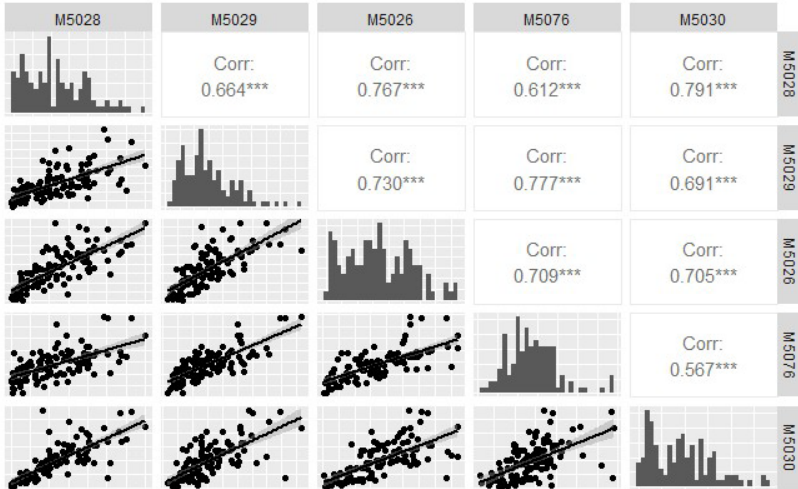 M5028 M5029 M5026 M5076 M5030
Corr: Corr: Corr: Corr:
0.664*** 0.767*** 0.612*** 0.791***
M5028
Corr: Corr: Corr:
0.730*** 0.777*** 0.691***
M5029
Corr: Corr:
0.709*** 0.705***
M5026
Corr:
0.567***
M5076
M5030